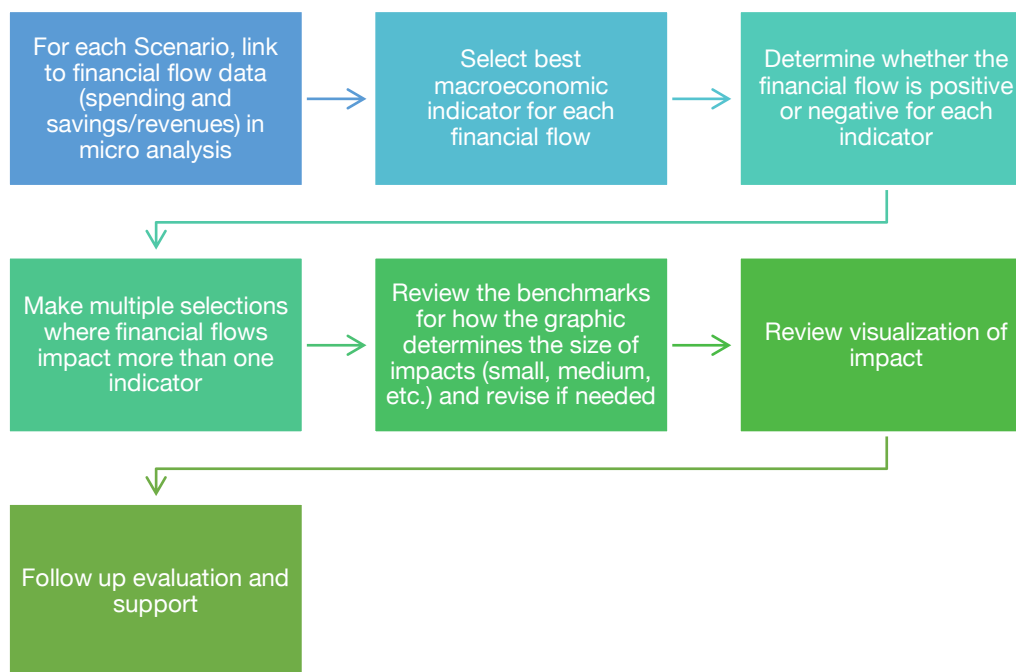 For each Scenario, link
to financial flow data
(spending and
savings/revenues) in
micro analysis
Select best
macroeconomic
indicator for each
financial flow
Determine whether the
financial flow is positive
or negative for each
indicator
Make multiple selections
where financial flows
impact more than one
indicator
Review the benchmarks
for how the graphic
determines the size of
impacts (small, medium,
etc.) and revise if needed
Review visualization of
impact
Follow up evaluation and
support